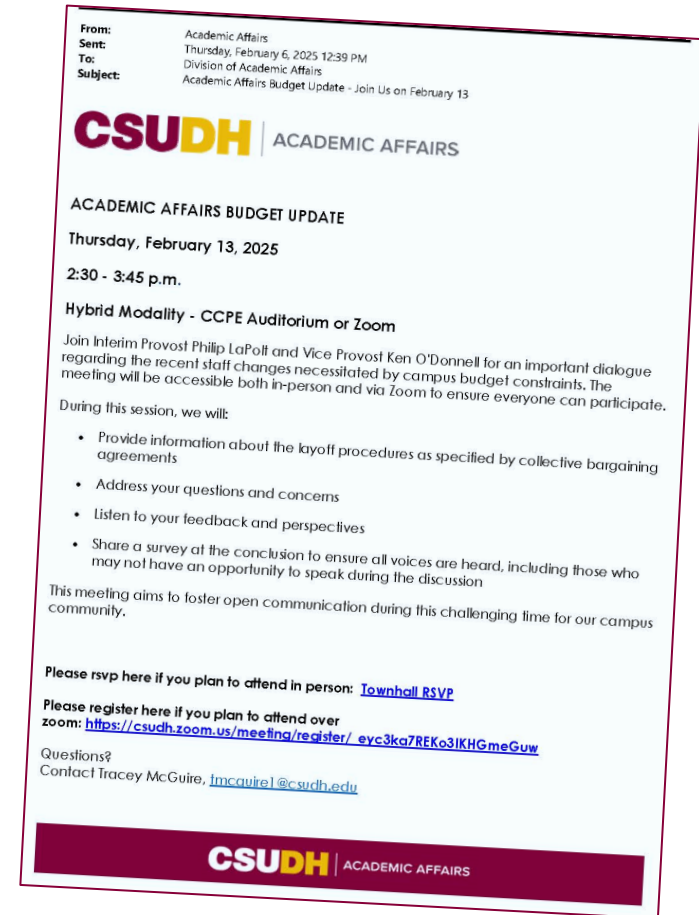 From: Academic Affairs
Sent: Thursday, February 6, 2025 12:39 PM
To: Division of Academic Affairs
Subject: Academic Affairs Budget Update - Join Us on February 13
CSUDH | ACADEMIC AFFAIRS
ACADEMIC AFFAIRS BUDGET UPDATE
Thursday, February 13, 2025
2:30 - 3:45 p.m.
Hybrid Modality - CCPE Auditorium or Zoom
Join Interim Provost Philip LaPolt and Vice Provost Ken O'Donnell for an important dialogue
regarding the recent staff changes necessitated by campus budget constraints. The
meeting will be accessible both in-person and via Zoom to ensure everyone can participate.
During this session, we will:
• Provide information about the layoff procedures as specified by collective bargaining
agreements
• Address your questions and concerns
• Listen to your feedback and perspectives
• Share a survey at the conclusion to ensure all voices are heard, including those who
may not have an opportunity to speak during the discussion
This meeting aims to foster open communication during this challenging time for our campus
community.
Please rsvp here if you plan to attend in person: Townhall RSVP
Please register here if you plan to attend over
zoom: https://csudh.zoom.us/meeting/register/_eyc3ka7REKo3IKHGmeGuw
Questions?
Contact Tracey McGuire, tmcguire1@csudh.edu
CSUDH | ACADEMIC AFFAIRS